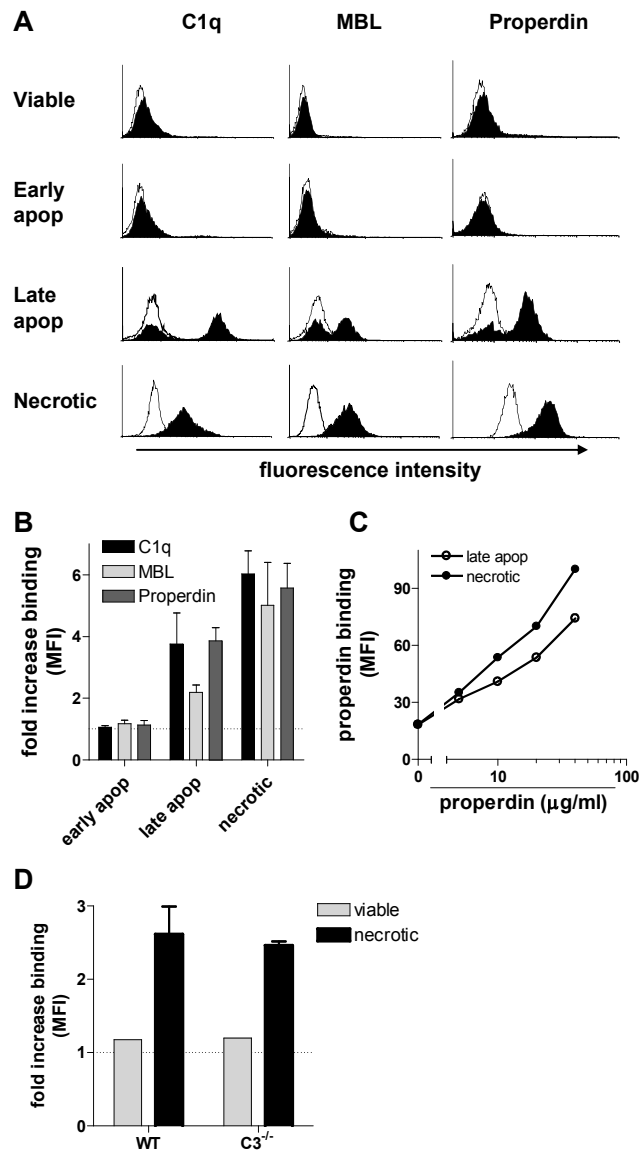 A
C1q MBL Properdin
Viable
Early
apop
Late
apop
Necrotic
fluorescence intensity
B
fold increase binding
(MFI)
6
4
2
0
C1q
MBL
Properdin
early apop
late apop
necrotic
C
properdin binding
(MFI)
90
60
30
0
late apop
necrotic
0 10 100
properdin (μg/ml)
D
fold increase binding
(MFI)
3
2
1
0
viable
necrotic
WT C3-/-